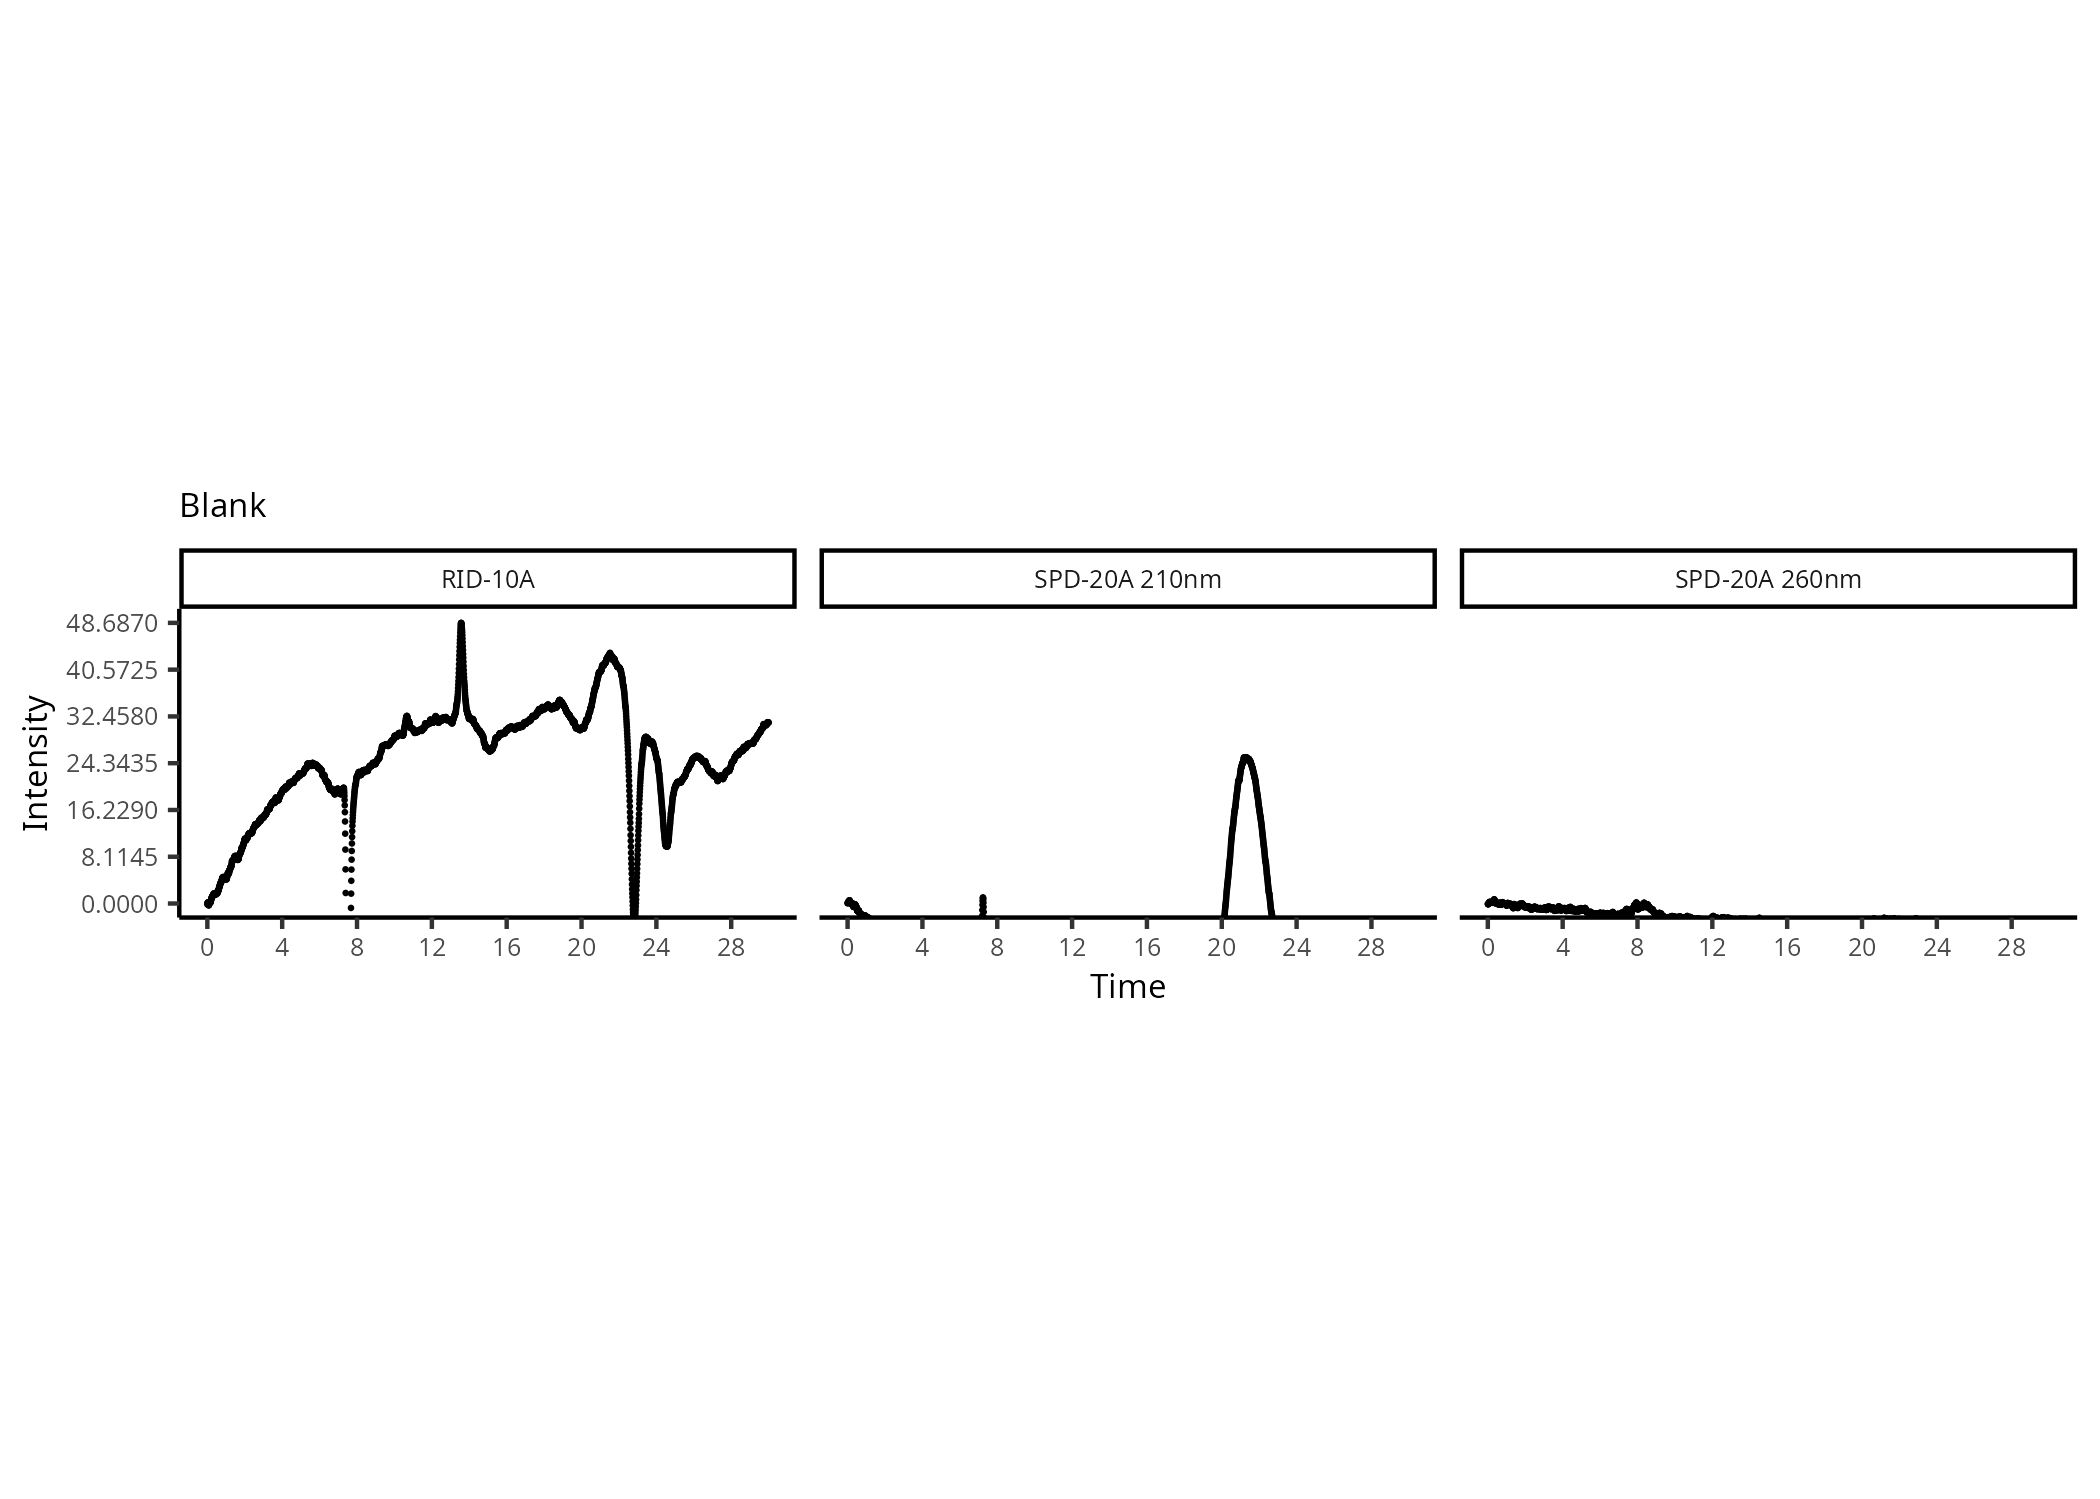 Blank
RID-10A
SPD-20A 210nm
SPD-20A 260nm
Intensity
48.6870
40.5725
32.4580
24.3435
16.2290
8.1145
0.0000
0 4 8 12 16 20 24 28
0 4 8 12 16 20 24 28
0 4 8 12 16 20 24 28
Time